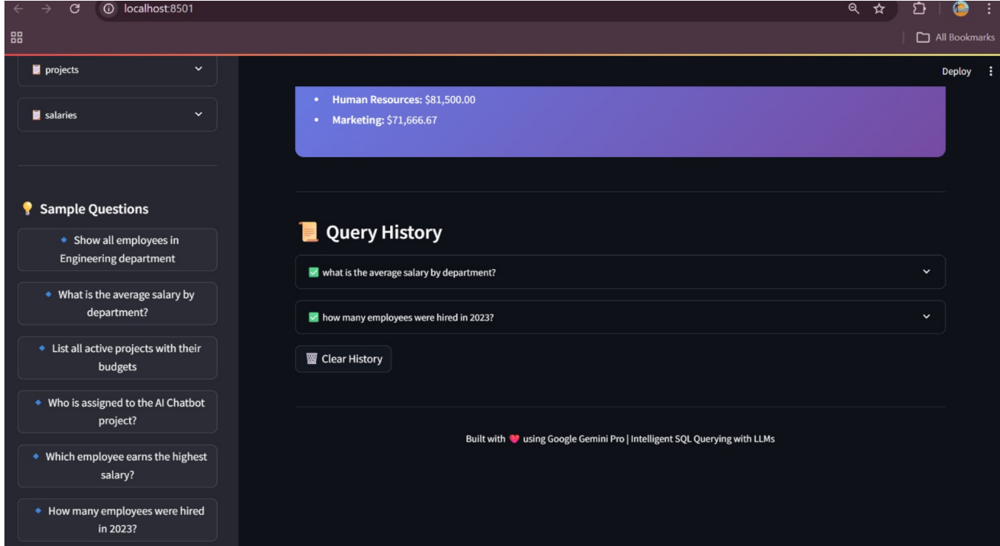 localhost:8501
All Bookmarks
projects
salaries
Sample Questions
Show all employees in
Engineering department
What is the average salary by
department?
List all active projects with their
budgets
Who is assigned to the AI Chatbot
project?
Which employee earns the highest
salary?
How many employees were hired
in 2023?
Deploy
• Human Resources: $81,500.00
• Marketing: $71,666.67
Query History
what is the average salary by department?
how many employees were hired in 2023?
Clear History
Built with ❤️ using Google Gemini Pro | Intelligent SQL Querying with LLMs